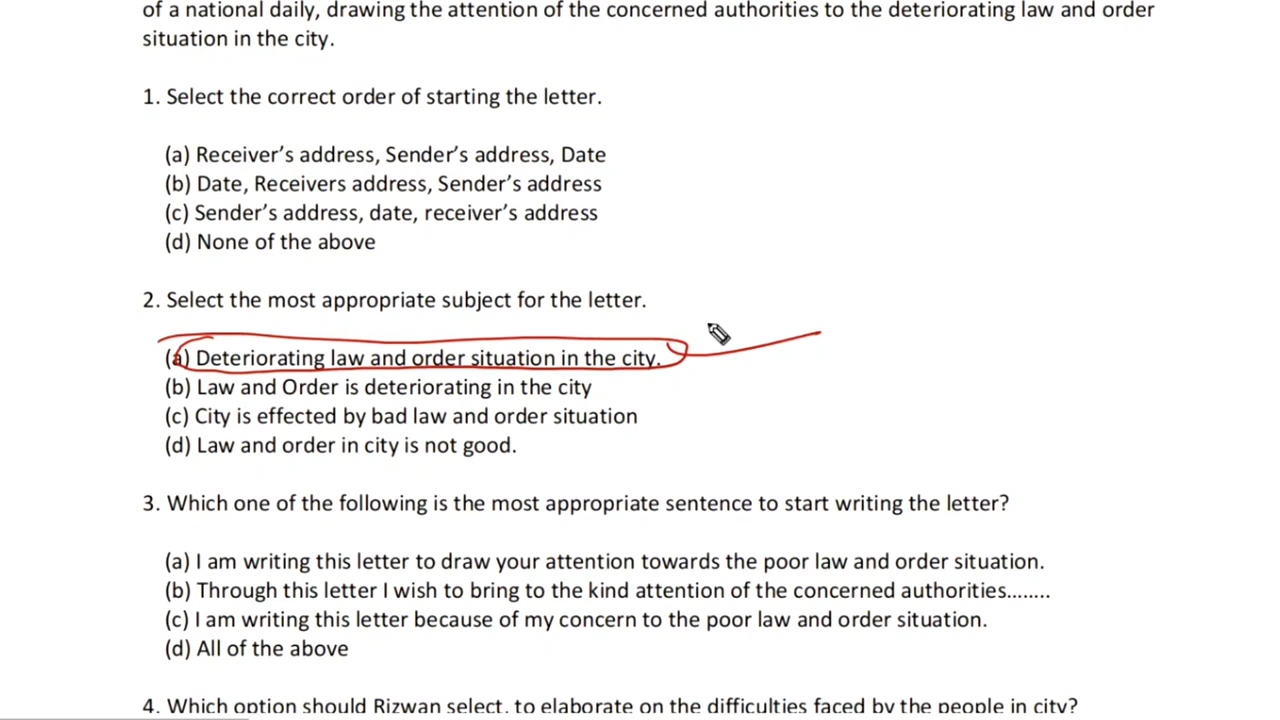 of a national daily, drawing the attention of the concerned authorities to the deteriorating law and order
situation in the city.
1. Select the correct order of starting the letter.
(a) Receiver’s address, Sender’s address, Date
(b) Date, Receivers address, Sender’s address
(c) Sender’s address, date, receiver’s address
(d) None of the above
2. Select the most appropriate subject for the letter.
(a) Deteriorating law and order situation in the city.
(b) Law and Order is deteriorating in the city
(c) City is effected by bad law and order situation
(d) Law and order in city is not good.
3. Which one of the following is the most appropriate sentence to start writing the letter?
(a) I am writing this letter to draw your attention towards the poor law and order situation.
(b) Through this letter I wish to bring to the kind attention of the concerned authorities........
(c) I am writing this letter because of my concern to the poor law and order situation.
(d) All of the above
4. Which option should Rizwan select, to elaborate on the difficulties faced by the people in city?